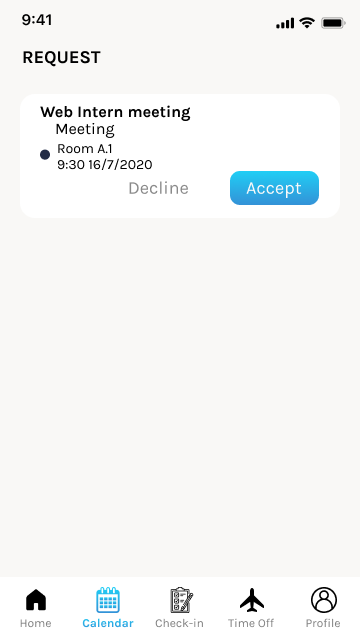 9:41
REQUEST
Web Intern meeting
Meeting
Room A.1
9:30 16/7/2020
Decline Accept
Home Calendar Check-in Time Off Profile